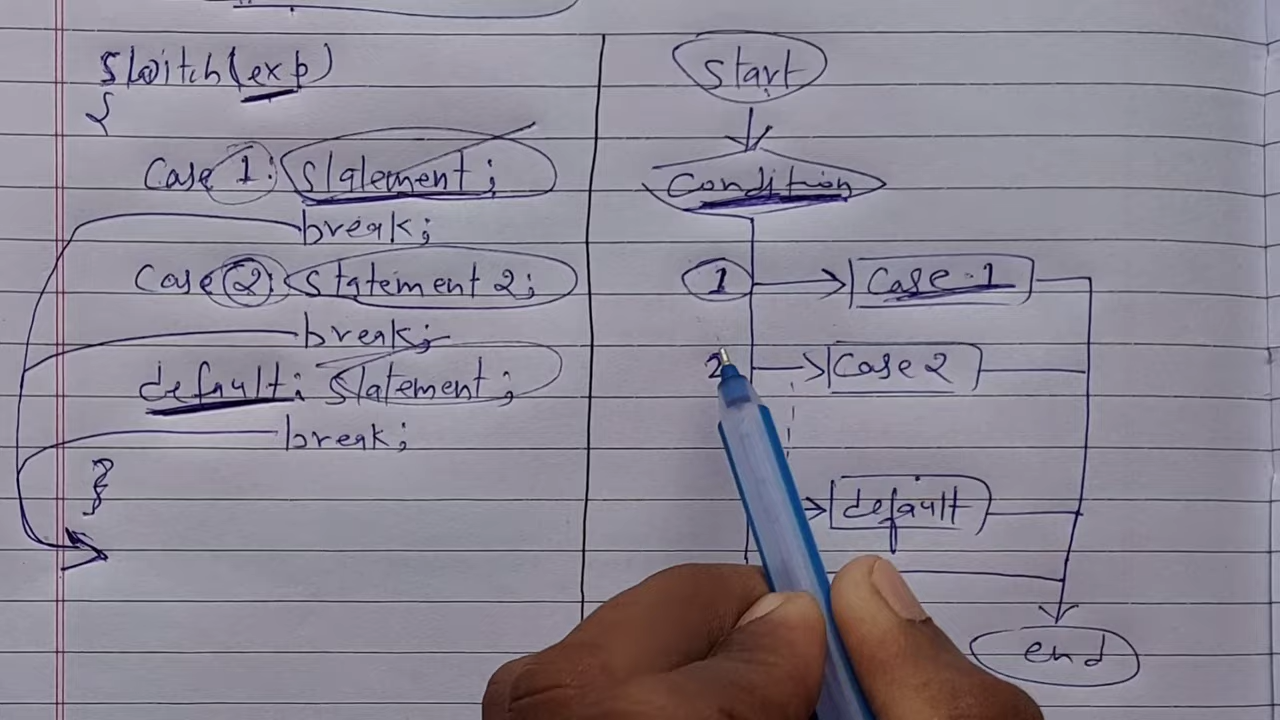 switch(exp)
{
case 1: statement;
break;
case 2: statement 2;
break;
default: statement;
break;
}
start
condition
1
case-1
2
case 2
default
end